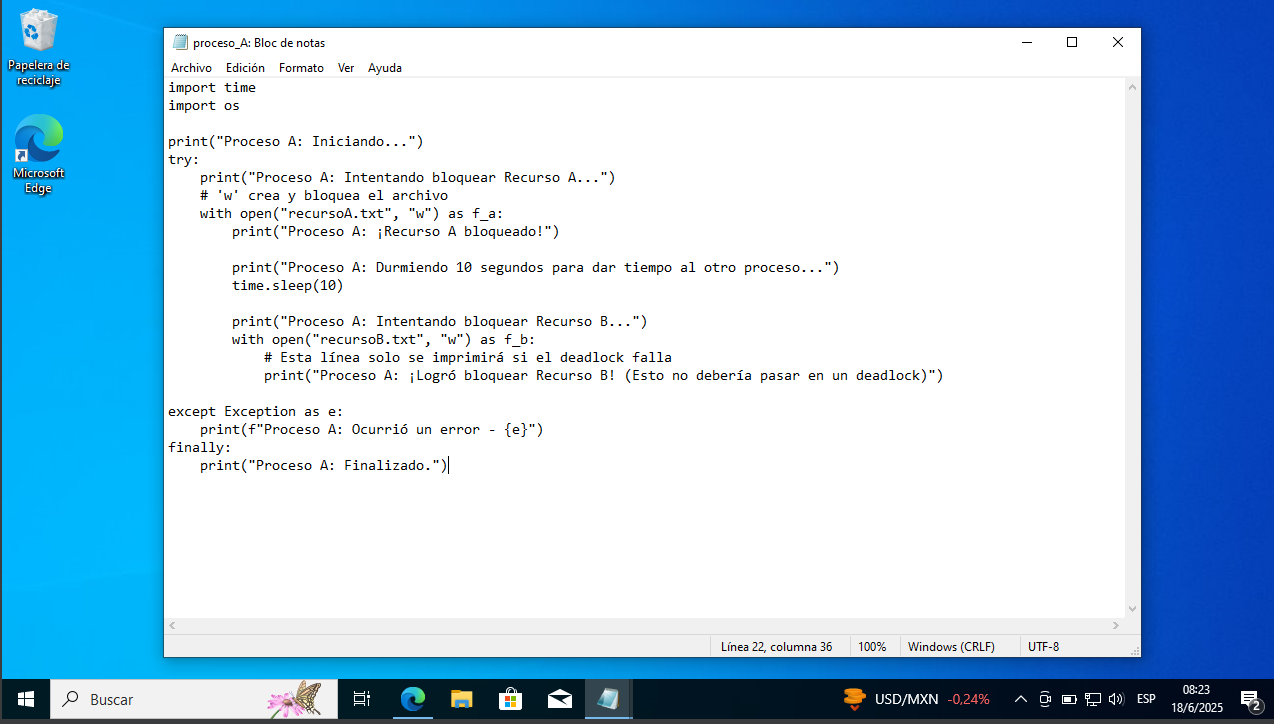 Papelera de
reciclaje
Microsoft
Edge
proceso_A: Bloc de notas
Archivo Edición Formato Ver Ayuda
import time
import os
print("Proceso A: Iniciando...")
try:
    print("Proceso A: Intentando bloquear Recurso A...")
    # 'w' crea y bloquea el archivo
    with open("recursoA.txt", "w") as f_a:
        print("Proceso A: ¡Recurso A bloqueado!")
        print("Proceso A: Durmiendo 10 segundos para dar tiempo al otro proceso...")
        time.sleep(10)
        print("Proceso A: Intentando bloquear Recurso B...")
        with open("recursoB.txt", "w") as f_b:
            # Esta línea solo se imprimirá si el deadlock falla
            print("Proceso A: ¡Logró bloquear Recurso B! (Esto no debería pasar en un deadlock)")
except Exception as e:
    print(f"Proceso A: Ocurrió un error - {e}")
finally:
    print("Proceso A: Finalizado.")
Línea 22, columna 36 100% Windows (CRLF) UTF-8
Buscar
USD/MXN -0,24%
ESP
08:23
18/6/2025
2